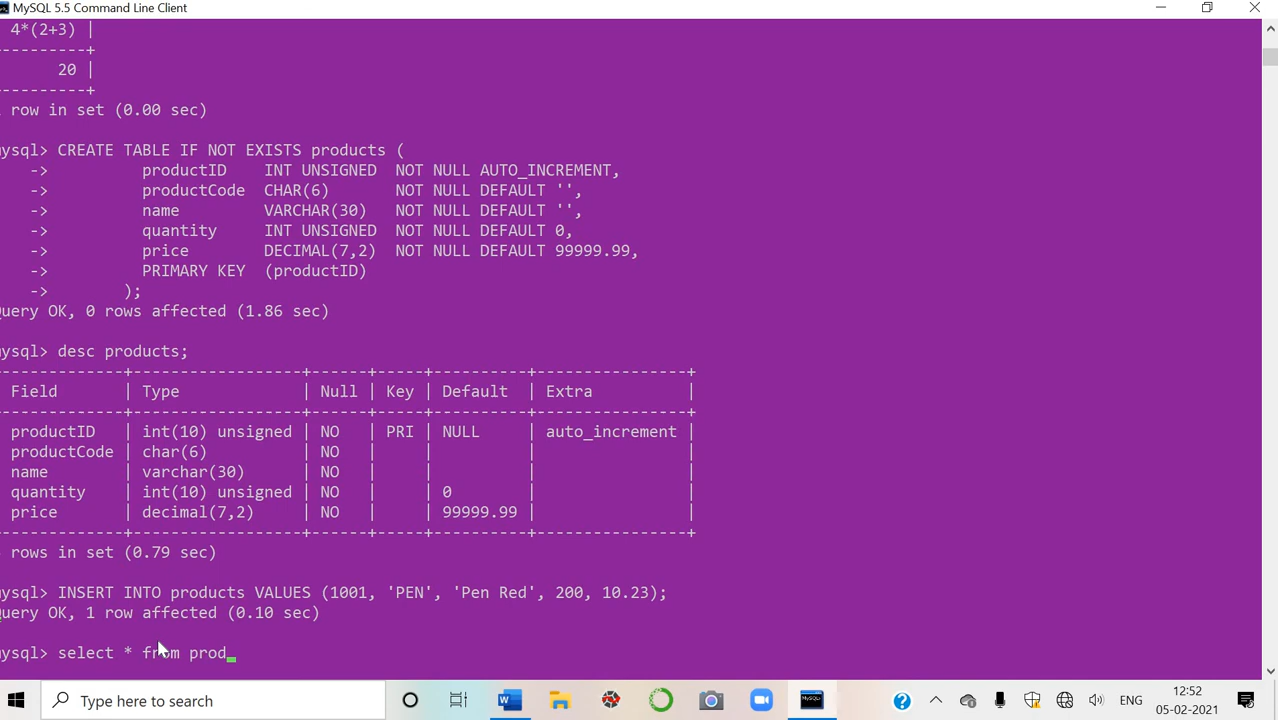 MySQL 5.5 Command Line Client
4*(2+3) |
----------+
20 |
----------+
row in set (0.00 sec)
mysql> CREATE TABLE IF NOT EXISTS products (
-> productID INT UNSIGNED NOT NULL AUTO_INCREMENT,
-> productCode CHAR(6) NOT NULL DEFAULT '',
-> name VARCHAR(30) NOT NULL DEFAULT '',
-> quantity INT UNSIGNED NOT NULL DEFAULT 0,
-> price DECIMAL(7,2) NOT NULL DEFAULT 99999.99,
-> PRIMARY KEY (productID)
-> );
Query OK, 0 rows affected (1.86 sec)
mysql> desc products;
-------------+------------------+------+-----+----------+----------------+
Field | Type | Null | Key | Default | Extra |
-------------+------------------+------+-----+----------+----------------+
productID | int(10) unsigned | NO | PRI | NULL | auto_increment |
productCode | char(6) | NO | | | |
name | varchar(30) | NO | | | |
quantity | int(10) unsigned | NO | | 0 | |
price | decimal(7,2) | NO | | 99999.99 | |
-------------+------------------+------+-----+----------+----------------+
rows in set (0.79 sec)
mysql> INSERT INTO products VALUES (1001, 'PEN', 'Pen Red', 200, 10.23);
Query OK, 1 row affected (0.10 sec)
mysql> select * from prod_
Type here to search
ENG
12:52
05-02-2021